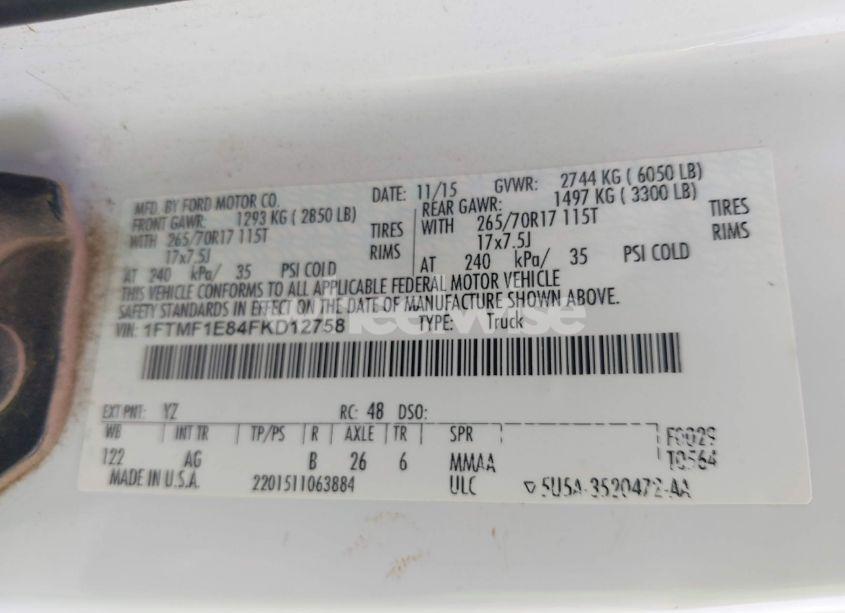 MFD. BY FORD MOTOR CO. DATE: 11/15 GVWR: 2744 KG ( 6050 LB)
FRONT GAWR: 1293 KG ( 2850 LB) REAR GAWR: 1497 KG ( 3300 LB)
WITH 265/70R17 115T TIRES WITH 265/70R17 115T TIRES
17x7.5J RIMS 17x7.5J RIMS
AT 240 kPa/ 35 PSI COLD AT 240 kPa/ 35 PSI COLD
THIS VEHICLE CONFORMS TO ALL APPLICABLE FEDERAL MOTOR VEHICLE
SAFETY STANDARDS IN EFFECT ON THE DATE OF MANUFACTURE SHOWN ABOVE.
VIN: 1FTMF1E84FKD12758 TYPE: Truck
EXT PNT: YZ RC: 48 DSO:
WB INT TR TP/PS R AXLE TR SPR F0029
122 AG B 26 6 MMAA T0564
MADE IN U.S.A. 2201511063884 ULC 5U5A-3520472-AA